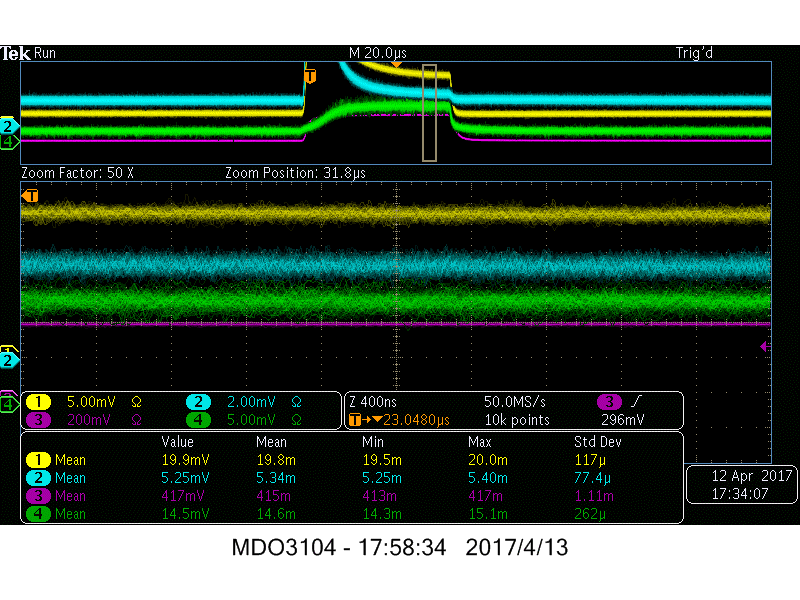 Tek Run M 20.0µs Trig'd
T
2
4
Zoom Factor: 50 X Zoom Position: 31.8µs
T
2
4
1 5.00mV Ω 2 2.00mV Ω Z 400ns 50.0MS/s 3
3 200mV Ω 4 5.00mV Ω T→▼23.0480µs 10k points 296mV
Value Mean Min Max Std Dev
1 Mean 19.9mV 19.8m 19.5m 20.0m 117µ
2 Mean 5.25mV 5.34m 5.25m 5.40m 77.4µ
3 Mean 417mV 415m 413m 417m 1.11m
4 Mean 14.5mV 14.6m 14.3m 15.1m 262µ
12 Apr 2017
17:34:07
MDO3104 - 17:58:34 2017/4/13